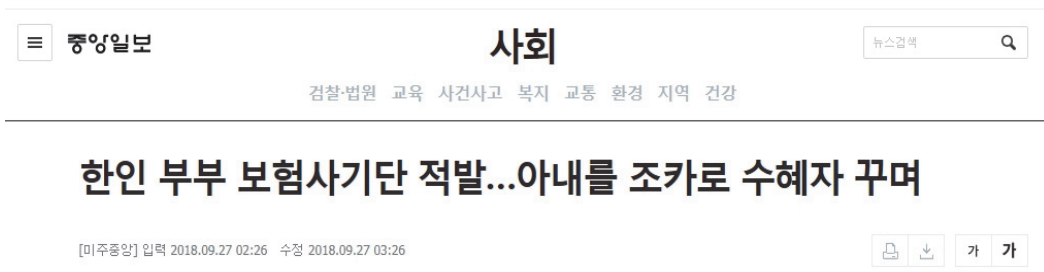 중앙일보
사회
뉴스검색
검찰·법원 교육 사건사고 복지 교통 환경 지역 건강
한인 부부 보험사기단 적발...아내를 조카로 수혜자 꾸며
[미주중앙] 입력 2018.09.27 02:26 수정 2018.09.27 03:26
가 가